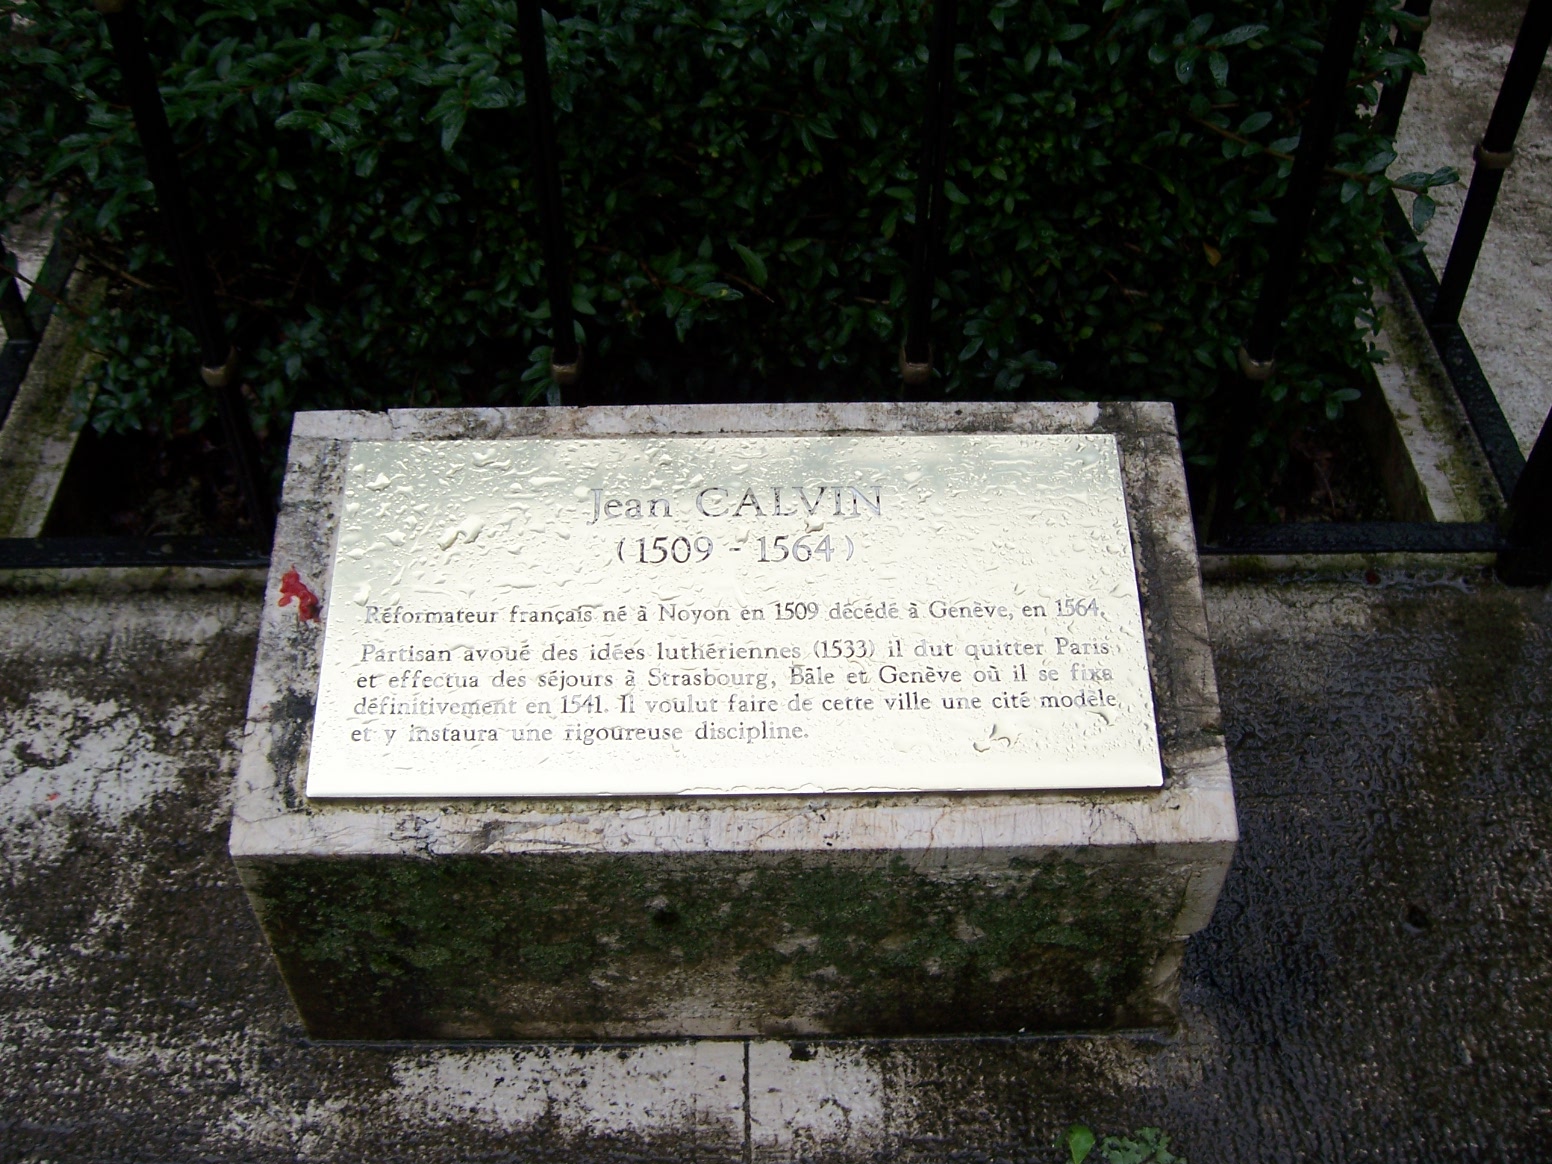 Jean CALVIN
(1509 - 1564)
Réformateur français né à Noyon en 1509 décédé à Genève, en 1564.
Partisan avoué des idées luthériennes (1533) il dut quitter Paris
et effectua des séjours à Strasbourg, Bâle et Genève où il se fixa
définitivement en 1541. Il voulut faire de cette ville une cité modèle
et y instaura une rigoureuse discipline.